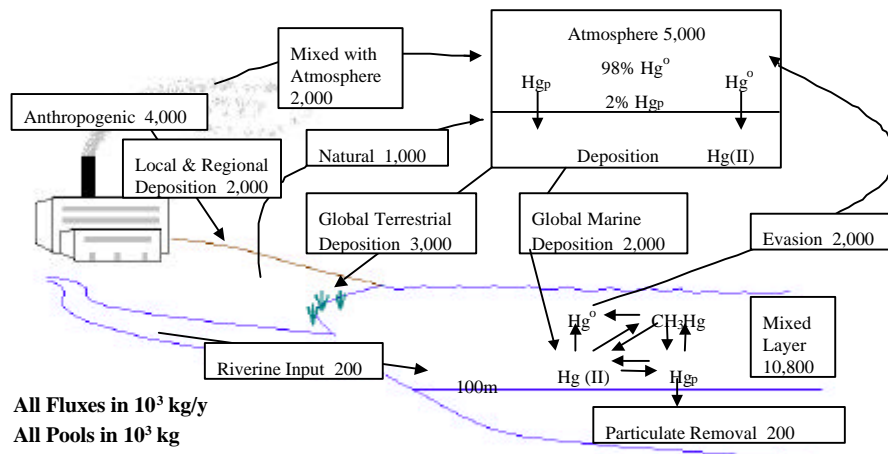 Mixed with
Atmosphere
2,000
Atmosphere 5,000
98% Hg⁰
Hgₚ
Hg⁰
2% Hgₚ
Anthropogenic 4,000
Natural 1,000
Deposition
Hg(II)
Local & Regional
Deposition 2,000
Global Terrestrial
Deposition 3,000
Global Marine
Deposition 2,000
Evasion 2,000
Hg⁰
CH₃Hg
Mixed
Layer
10,800
Riverine Input 200
100m
Hg (II)
Hgₚ
All Fluxes in 10³ kg/y
All Pools in 10³ kg
Particulate Removal 200